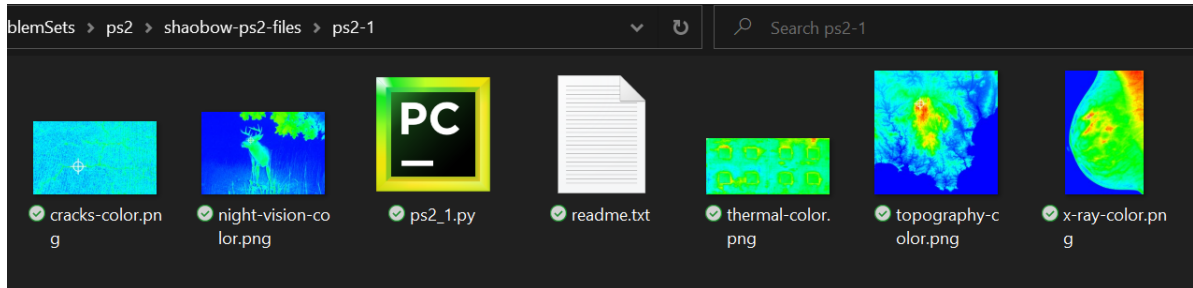 blemSets > ps2 > shaobow-ps2-files > ps2-1
Search ps2-1
PC
cracks-color.pn
g
night-vision-co
lor.png
ps2_1.py
readme.txt
thermal-color.
png
topography-c
olor.png
x-ray-color.pn
g